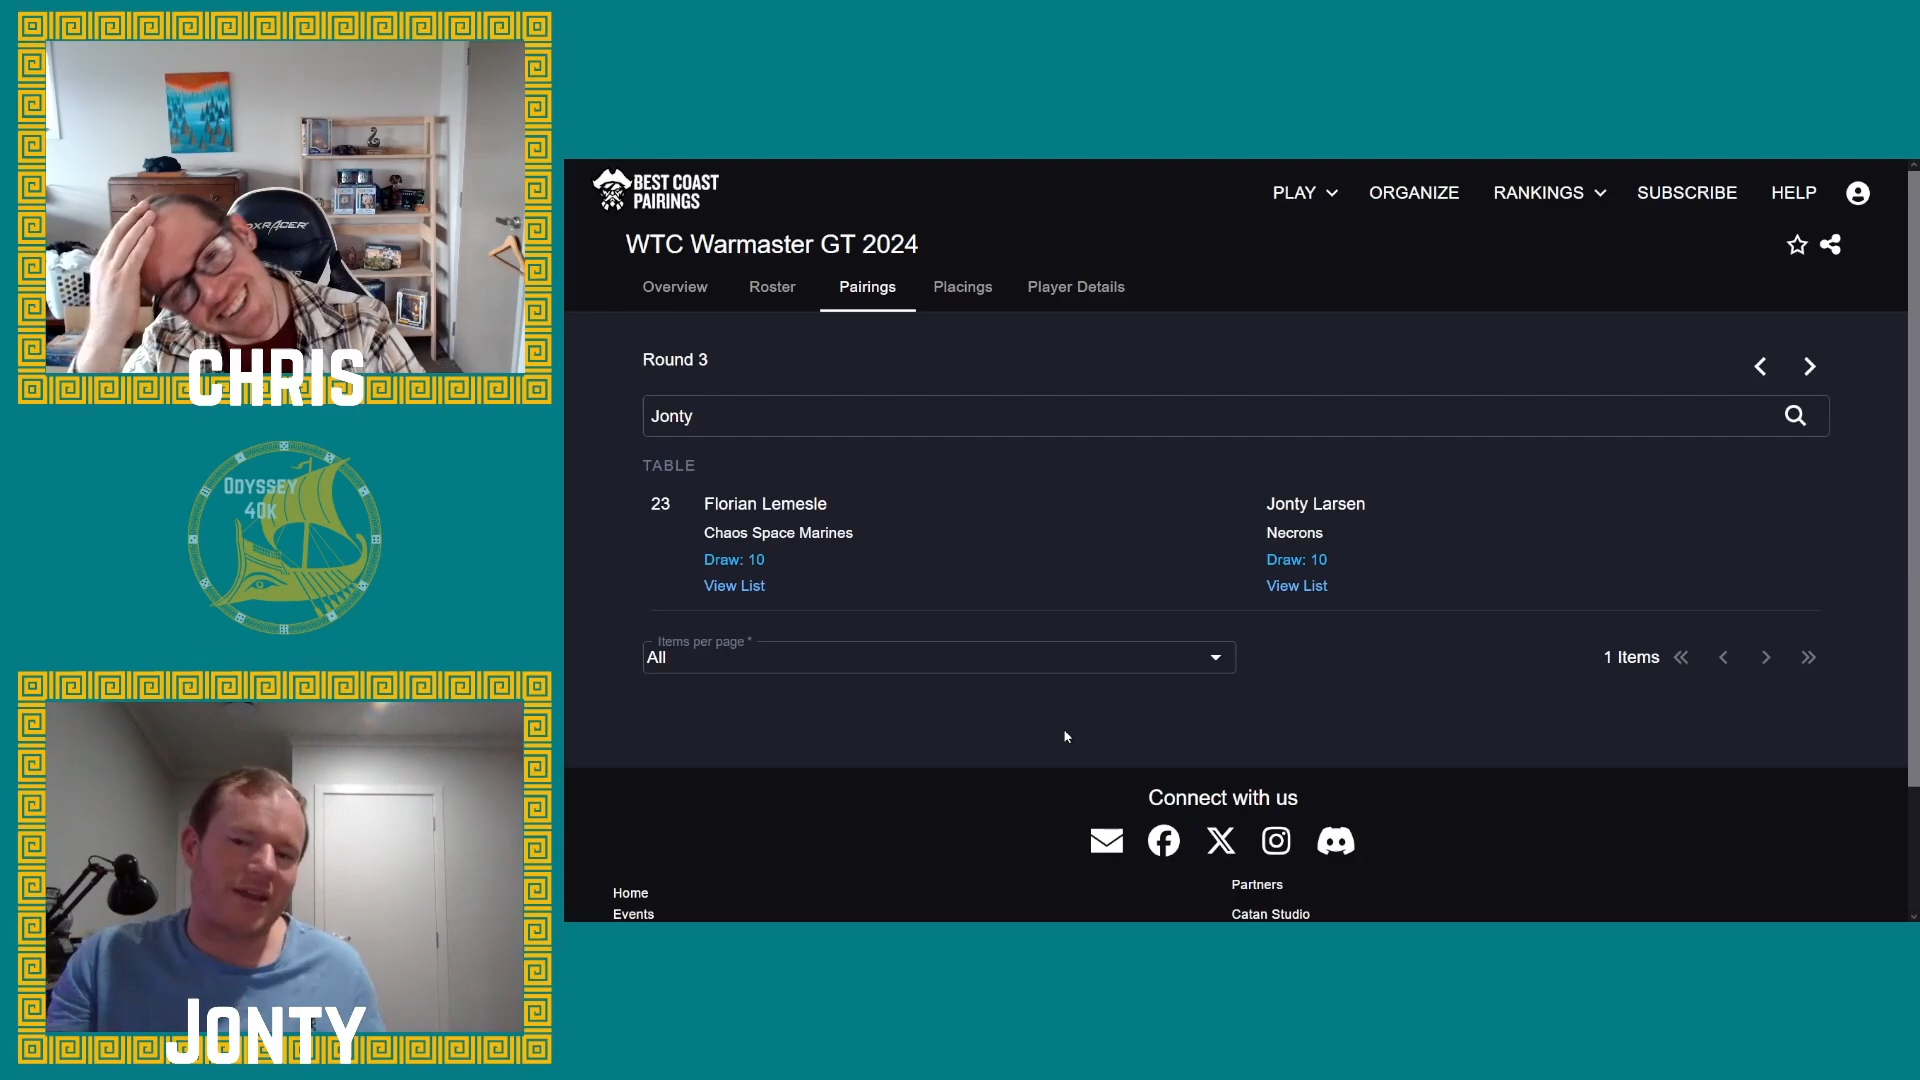 DXRACER
CHRIS
ODYSSEY
40K
JONTY
BEST COAST
PAIRINGS
PLAY
ORGANIZE
RANKINGS
SUBSCRIBE
HELP
WTC Warmaster GT 2024
Overview
Roster
Pairings
Placings
Player Details
Round 3
Jonty
TABLE
23
Florian Lemesle
Jonty Larsen
Chaos Space Marines
Necrons
Draw: 10
Draw: 10
View List
View List
Items per page *
All
1 Items
Connect with us
Home
Partners
Events
Catan Studio